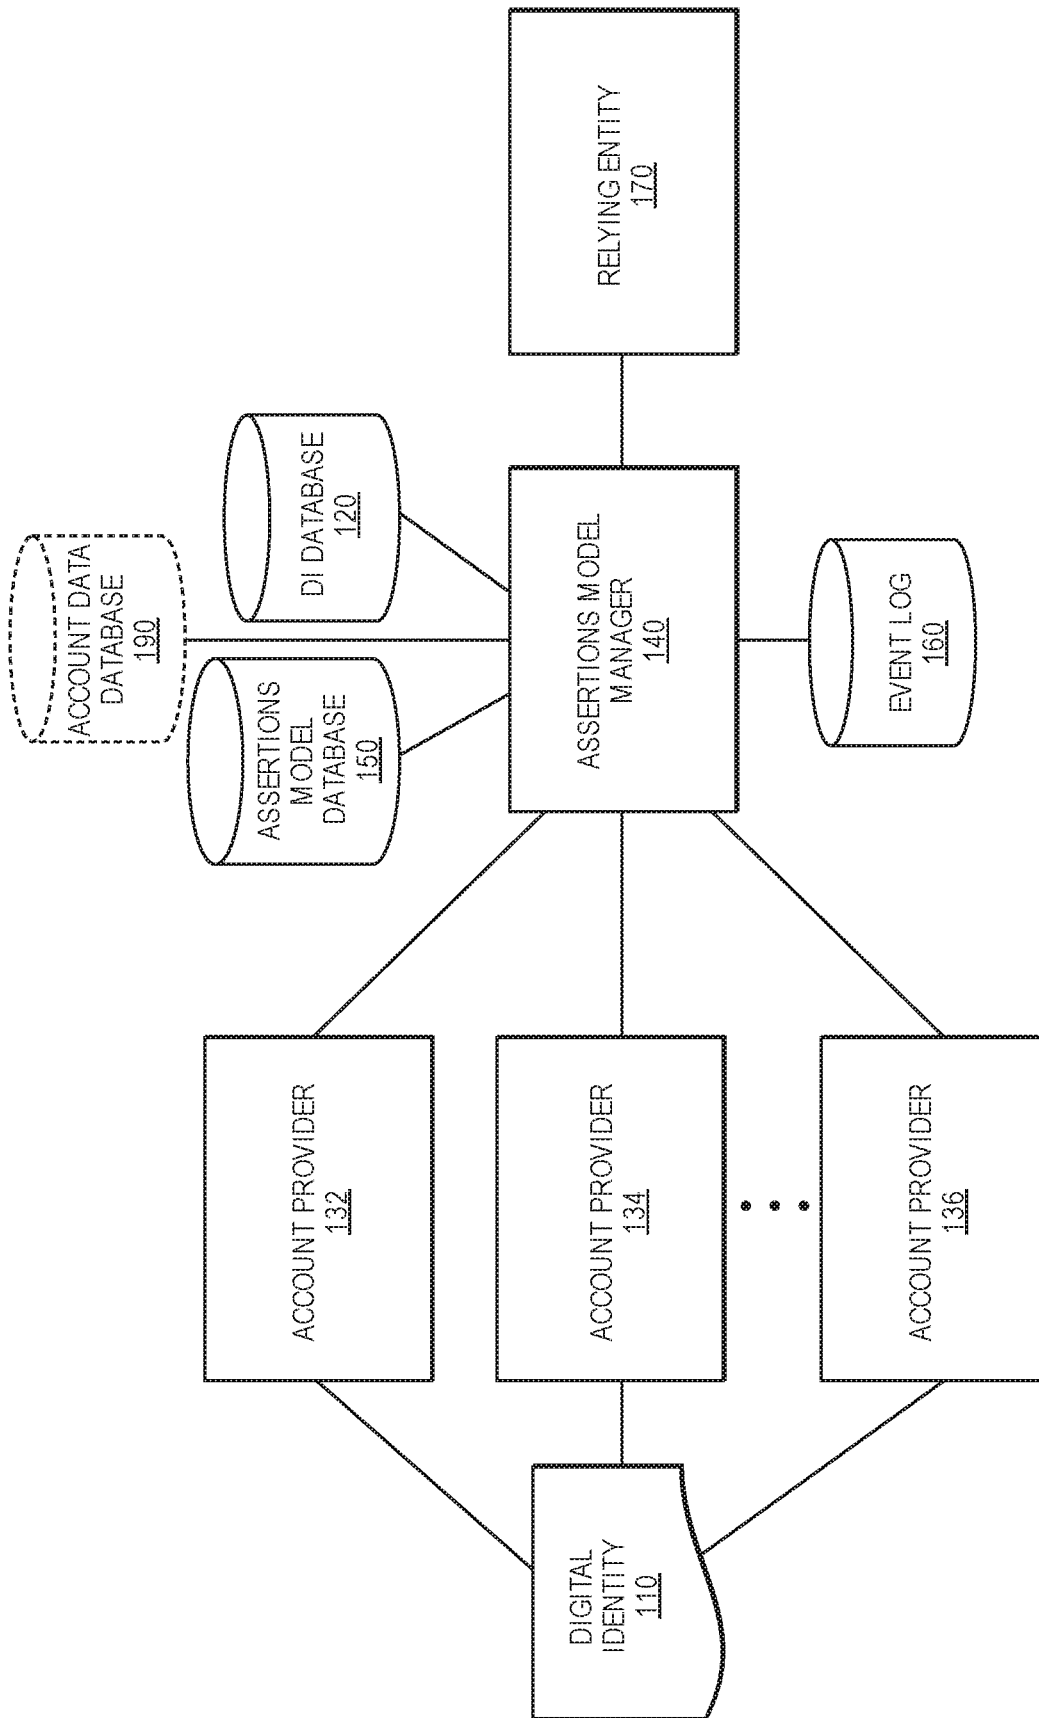 ACCOUNT DATA
DATABASE
190
DI DATABASE
120
ASSERTIONS
MODEL
DATABASE
150
RELYING ENTITY
170
ASSERTIONS MODEL
MANAGER
140
EVENT LOG
160
ACCOUNT PROVIDER
132
ACCOUNT PROVIDER
134
ACCOUNT PROVIDER
136
DIGITAL
IDENTITY
110